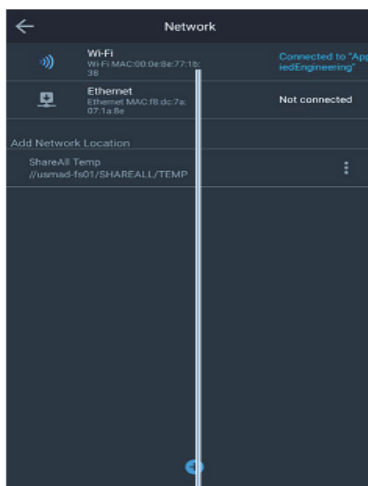 Network
Wi-Fi
Wi-Fi MAC:00:0e:8e:77:1b:
38
Connected to "App
iedEngineering"
Ethernet
Ethernet MAC:f8:dc:7a:
07:1a:8e
Not connected
Add Network Location
ShareAll Temp
//usmad-fs01/SHAREALL/TEMP